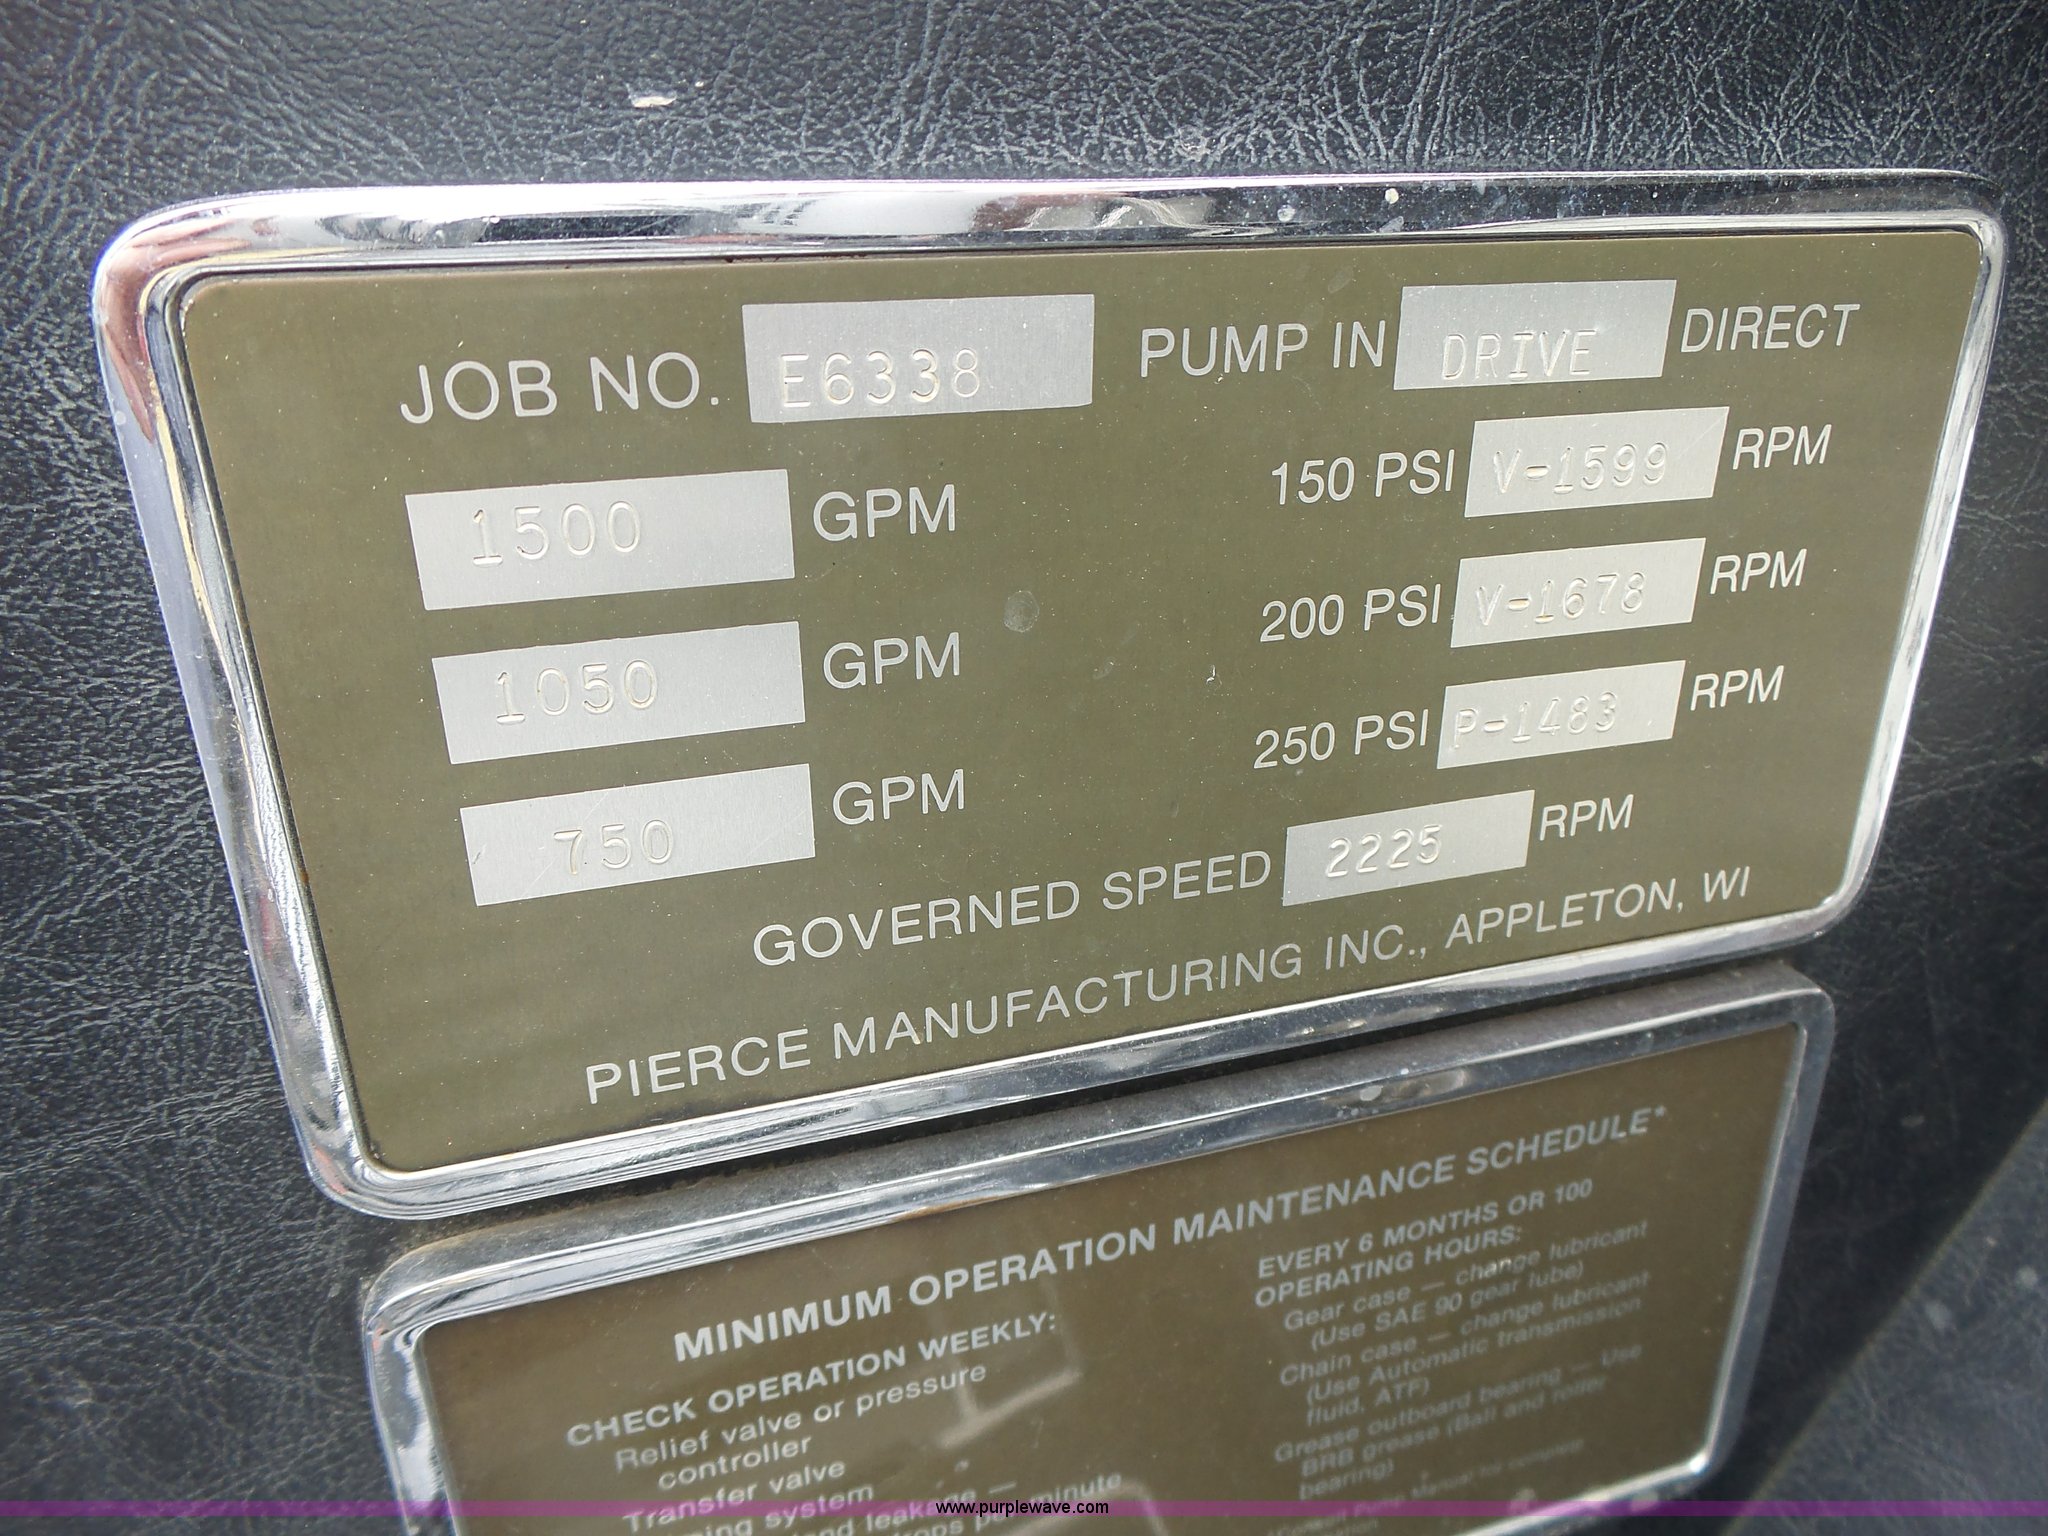 JOB NO. E6338 PUMP IN DRIVE DIRECT
1500 GPM 150 PSI V-1599 RPM
1050 GPM 200 PSI V-1678 RPM
750 GPM 250 PSI P-1483 RPM
GOVERNED SPEED 2225 RPM
PIERCE MANUFACTURING INC., APPLETON, WI
MINIMUM OPERATION MAINTENANCE SCHEDULE*
CHECK OPERATION WEEKLY:
Relief valve or pressure
controller
Transfer valve
system
leakage —
minute
EVERY 6 MONTHS OR 100
OPERATING HOURS:
Gear case — change lubricant
(Use SAE 90 gear lube)
Chain case — change lubricant
(Use Automatic transmission
fluid, ATF)
Grease outboard bearing — Use
BRB grease (Ball and roller
bearing)
www.purplewave.com